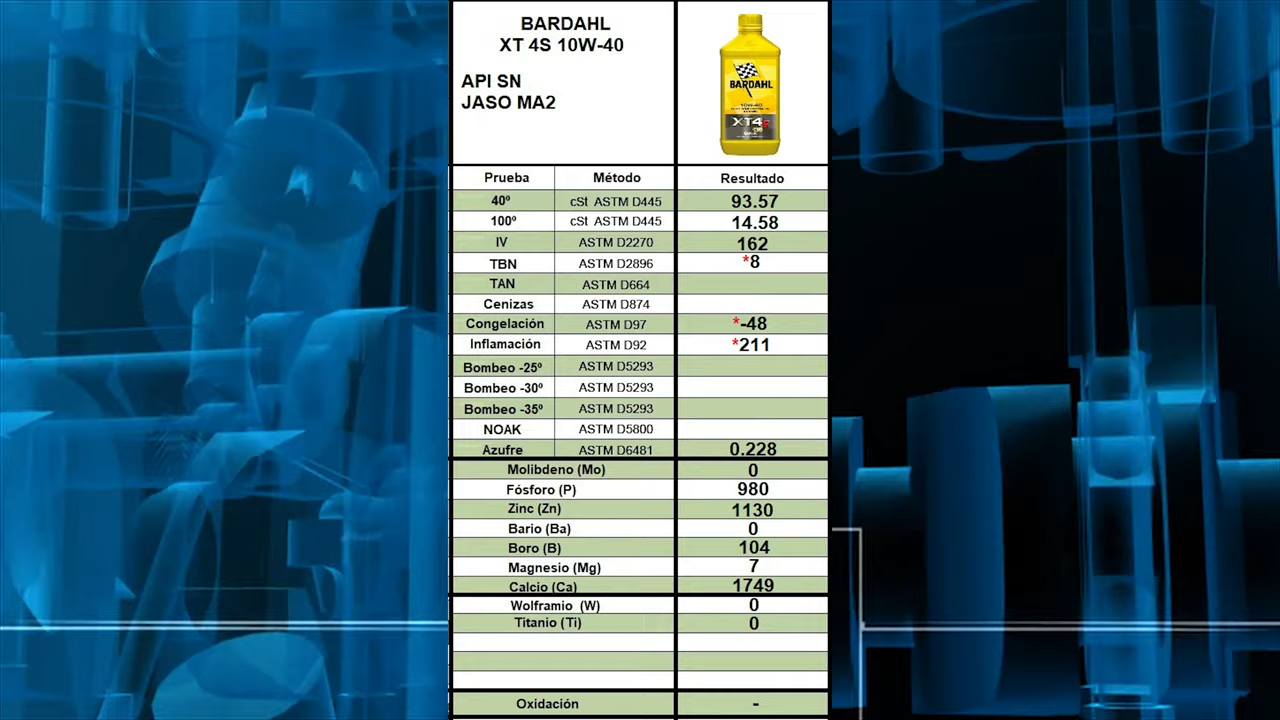 BARDAHL
XT 4S 10W-40
API SN
JASO MA2
BARDAHL
10W-40
XT4S
Prueba Método Resultado
40º cSt ASTM D445 93.57
100º cSt ASTM D445 14.58
IV ASTM D2270 162
TBN ASTM D2896 *8
TAN ASTM D664
Cenizas ASTM D874
Congelación ASTM D97 *-48
Inflamación ASTM D92 *211
Bombeo -25º ASTM D5293
Bombeo -30º ASTM D5293
Bombeo -35º ASTM D5293
NOAK ASTM D5800
Azufre ASTM D6481 0.228
Molibdeno (Mo) 0
Fósforo (P) 980
Zinc (Zn) 1130
Bario (Ba) 0
Boro (B) 104
Magnesio (Mg) 7
Calcio (Ca) 1749
Wolframio (W) 0
Titanio (Ti) 0
Oxidación -